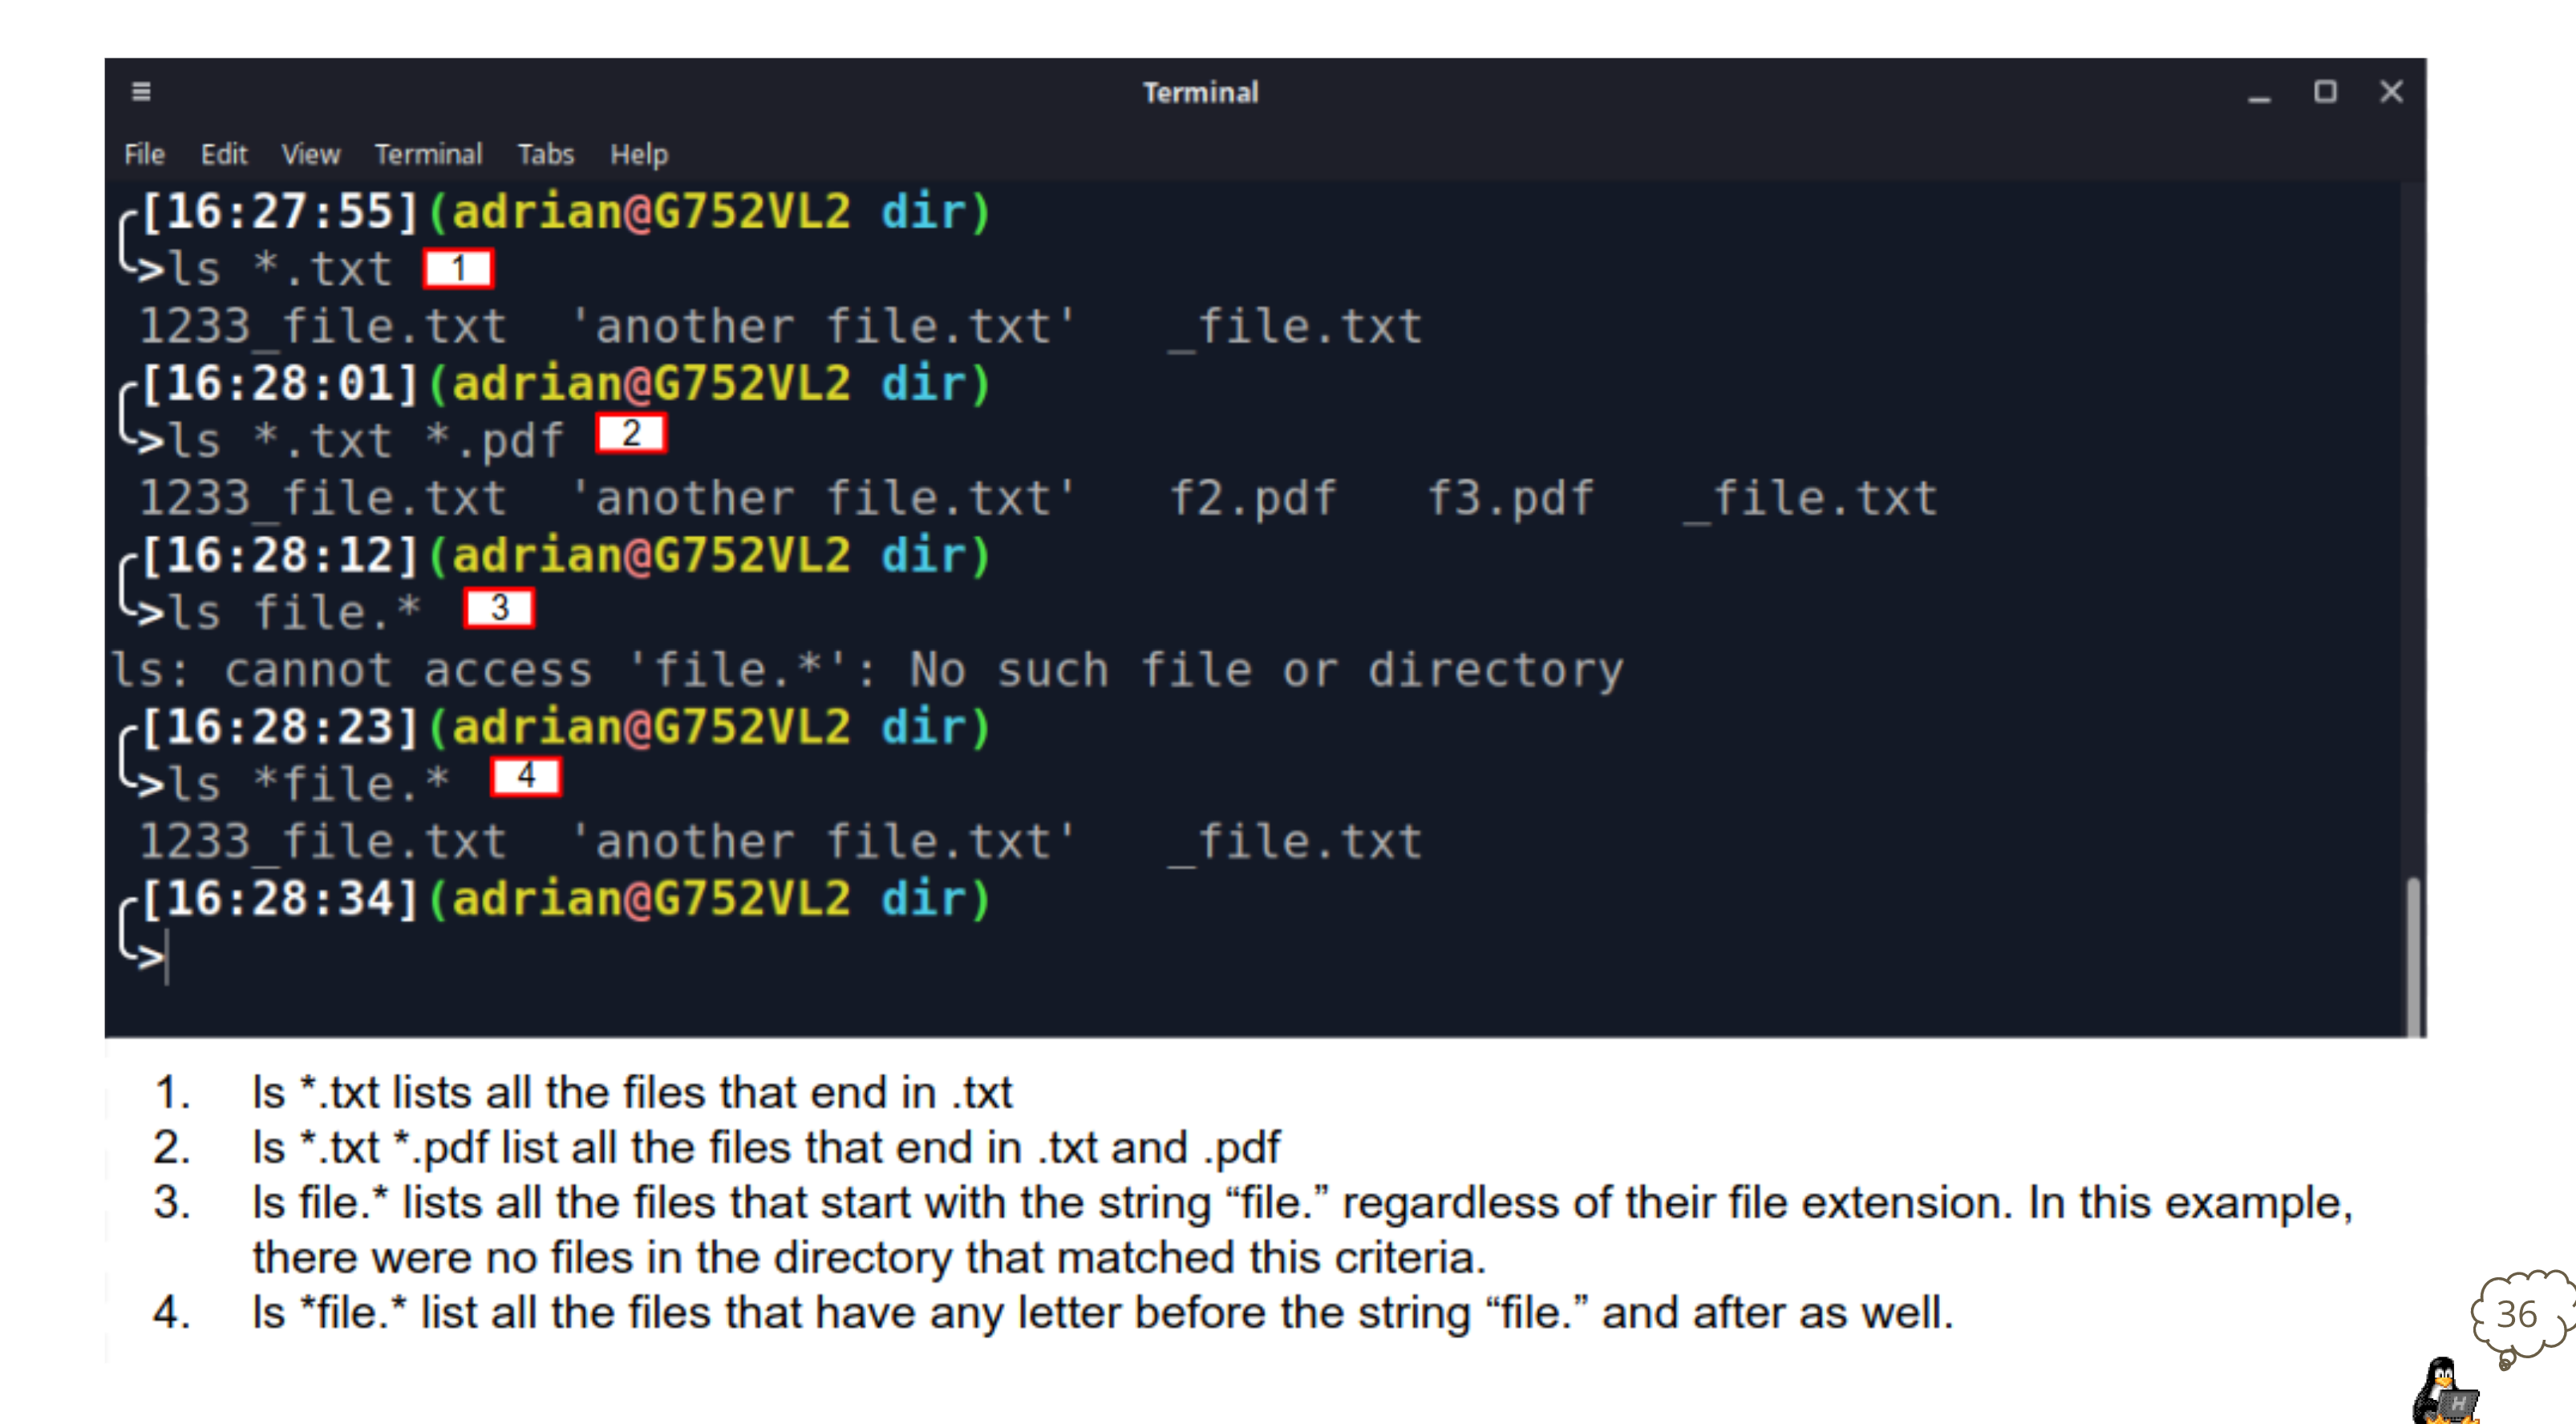 Terminal
File Edit View Terminal Tabs Help
[16:27:55](adrian@G752VL2 dir)
>ls *.txt 1
1233_file.txt 'another file.txt' _file.txt
[16:28:01](adrian@G752VL2 dir)
>ls *.txt *.pdf 2
1233_file.txt 'another file.txt' f2.pdf f3.pdf _file.txt
[16:28:12](adrian@G752VL2 dir)
>ls file.* 3
ls: cannot access 'file.*': No such file or directory
[16:28:23](adrian@G752VL2 dir)
>ls *file.* 4
1233_file.txt 'another file.txt' _file.txt
[16:28:34](adrian@G752VL2 dir)
>
1. ls *.txt lists all the files that end in .txt
2. ls *.txt *.pdf list all the files that end in .txt and .pdf
3. ls file.* lists all the files that start with the string “file.” regardless of their file extension. In this example,
there were no files in the directory that matched this criteria.
4. ls *file.* list all the files that have any letter before the string “file.” and after as well.
36
H